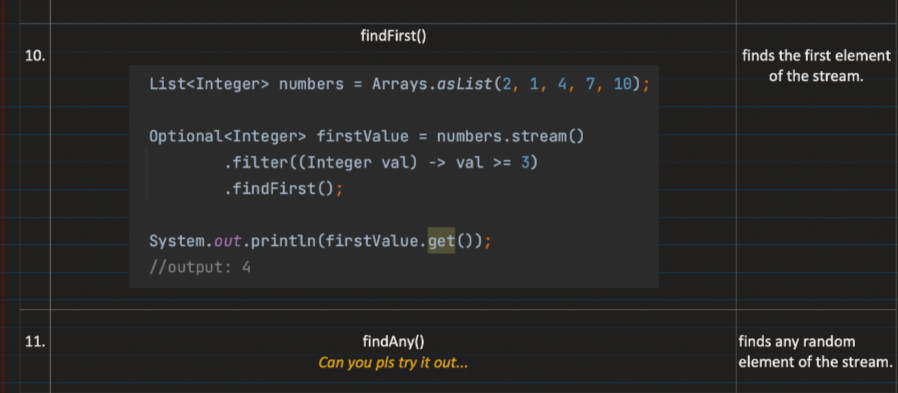 findFirst()
10.
finds the first element
of the stream.
List<Integer> numbers = Arrays.asList(2, 1, 4, 7, 10);
Optional<Integer> firstValue = numbers.stream()
.filter((Integer val) -> val >= 3)
.findFirst();
System.out.println(firstValue.get());
//output: 4
11.
findAny()
Can you pls try it out...
finds any random
element of the stream.